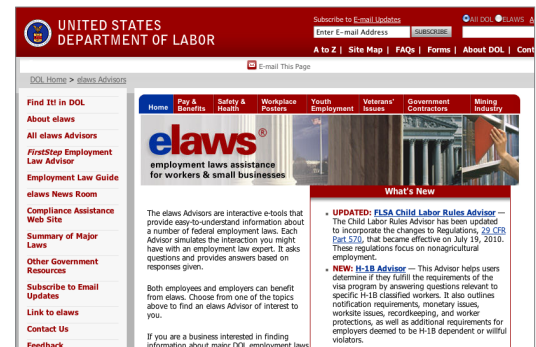 UNITED STATES
DEPARTMENT OF LABOR
Subscribe to E-mail Updates
All DOL ELAWS A
Enter E-mail Address SUBSCRIBE
A to Z | Site Map | FAQs | Forms | About DOL | Cont
E-mail This Page
DOL Home > elaws Advisors
Find It! in DOL
About elaws
All elaws Advisors
FirstStep Employment
Law Advisor
Employment Law Guide
elaws News Room
Compliance Assistance
Web Site
Summary of Major
Laws
Other Government
Resources
Subscribe to Email
Updates
Link to elaws
Contact Us
Feedback
Home
Pay &
Benefits
Safety &
Health
Workplace
Posters
Youth
Employment
Veterans'
Issues
Government
Contractors
Mining
Industry
elaws®
employment laws assistance
for workers & small businesses
The elaws Advisors are interactive e-tools that
provide easy-to-understand information about
a number of federal employment laws. Each
Advisor simulates the interaction you might
have with an employment law expert. It asks
questions and provides answers based on
responses given.
Both employees and employers can benefit
from elaws. Choose from one of the topics
above to find an elaws Advisor of interest to
you.
If you are a business interested in finding
information about major DOL employment laws
What's New
• UPDATED: FLSA Child Labor Rules Advisor —
The Child Labor Rules Advisor has been updated
to incorporate the changes to Regulations, 29 CFR
Part 570, that became effective on July 19, 2010.
These regulations focus on nonagricultural
employment.
• NEW: H-1B Advisor — This Advisor helps users
determine if they fulfill the requirements of the
visa program by answering questions relevant to
specific H-1B classified workers. It also outlines
notification requirements, monetary issues,
worksite issues, recordkeeping, and worker
protections, as well as additional requirements for
employers deemed to be H-1B dependent or willful
violators.